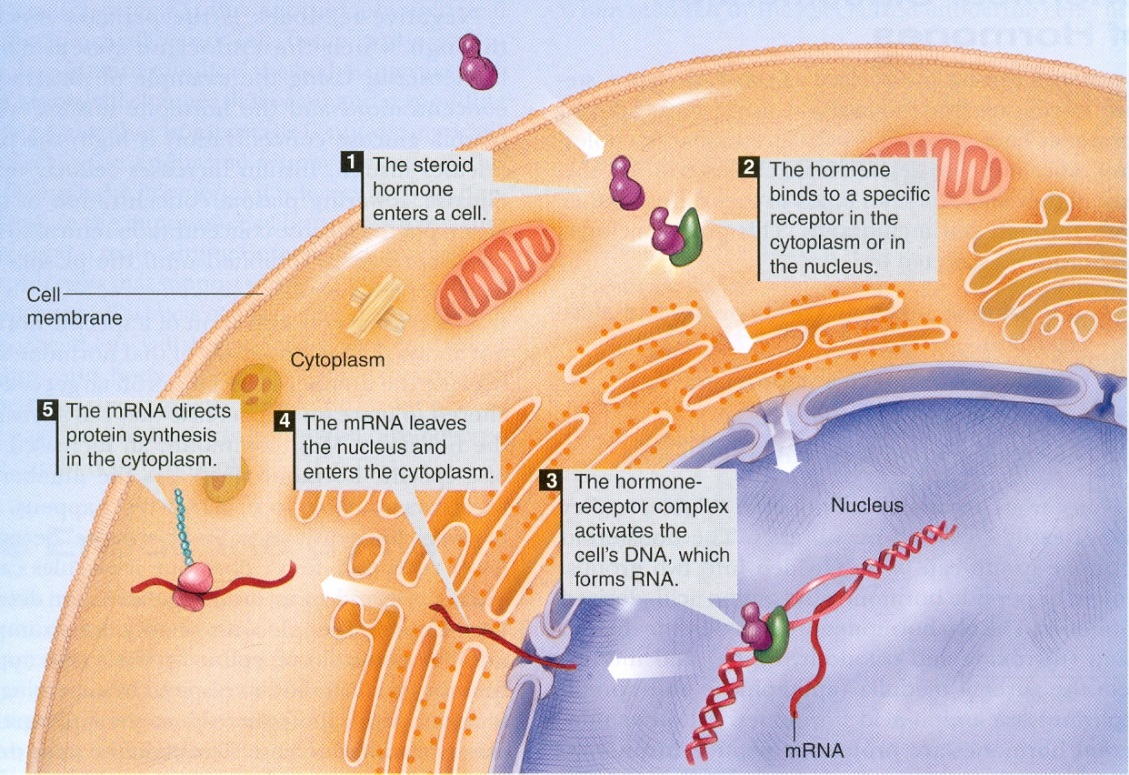 of Hormones
1 The steroid
hormone
enters a cell.
2 The hormone
binds to a specific
receptor in the
cytoplasm or in
the nucleus.
Cell
membrane
Cytoplasm
5 The mRNA directs
protein synthesis
in the cytoplasm.
4 The mRNA leaves
the nucleus and
enters the cytoplasm.
3 The hormone-
receptor complex
activates the
cell's DNA, which
forms RNA.
Nucleus
mRNA